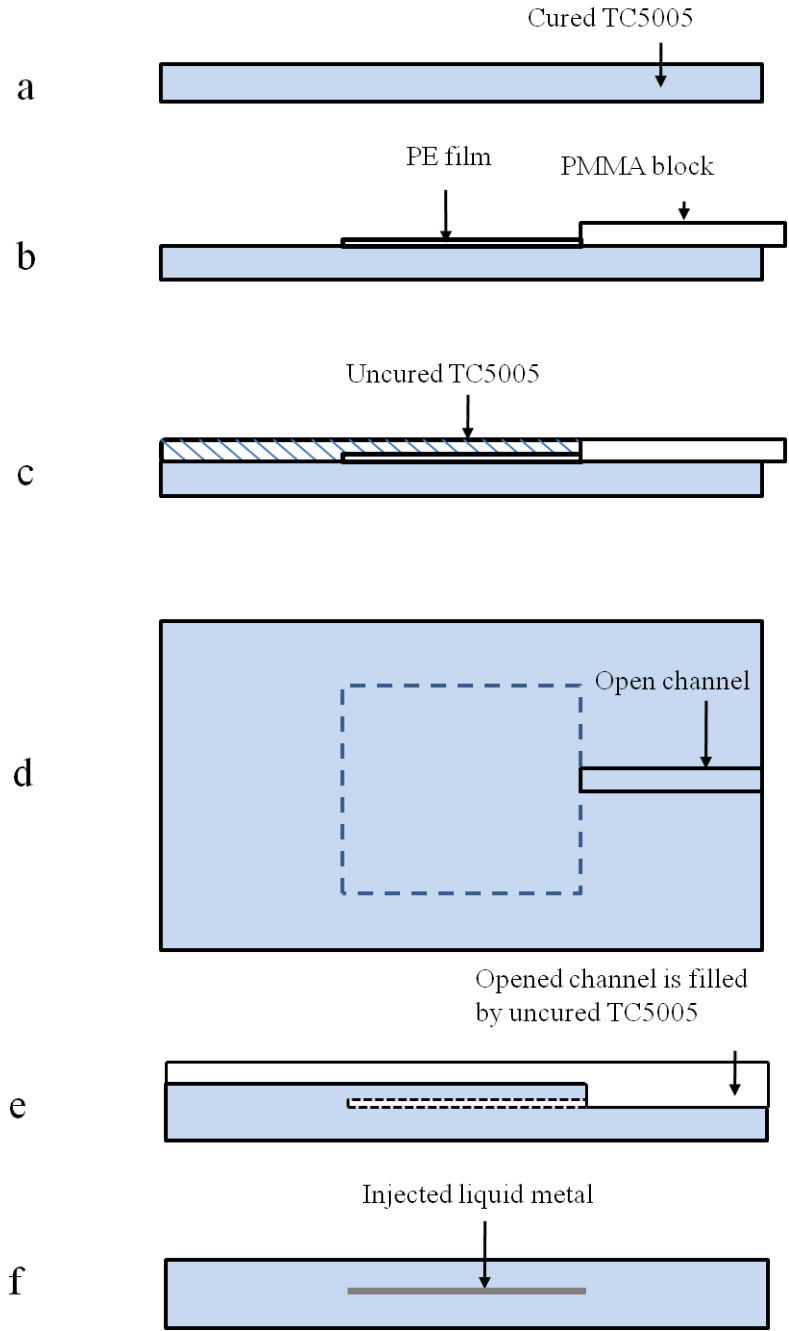 Cured TC5005
a
PE film
PMMA block
b
Uncured TC5005
c
Open channel
d
Opened channel is filled
by uncured TC5005
e
Injected liquid metal
f